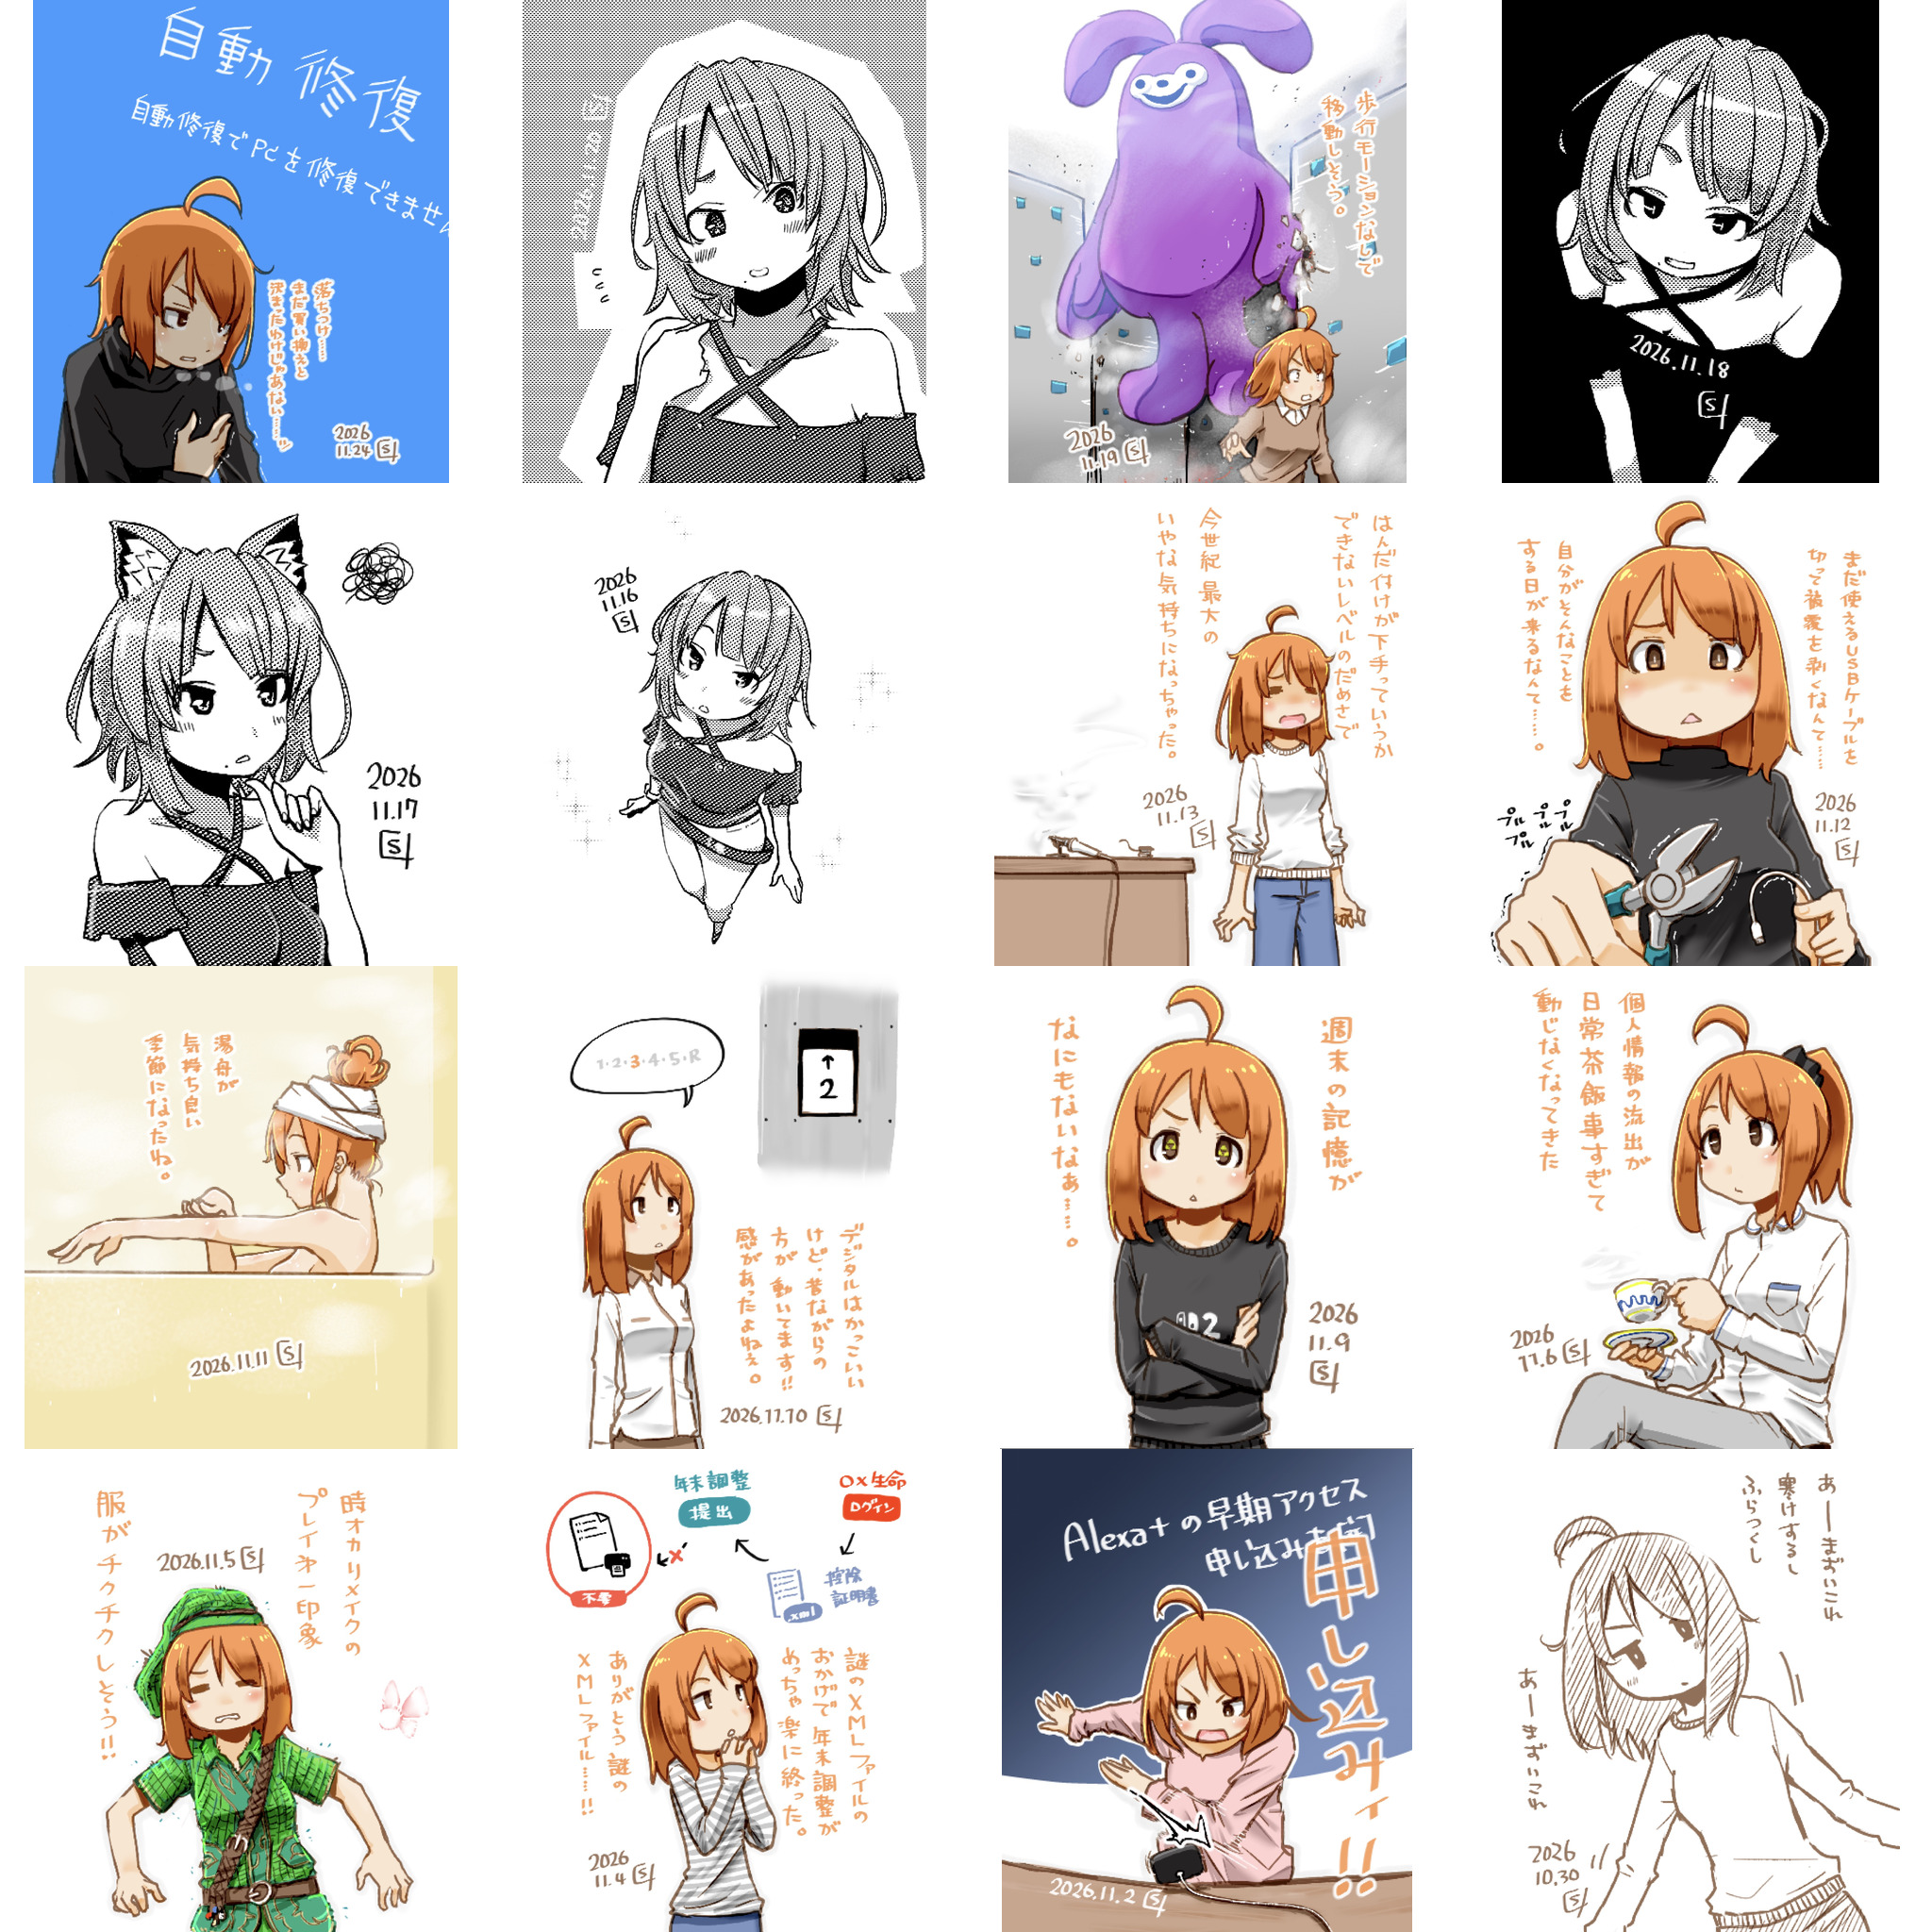 自動修復
自動修復でPCを修復できません
落ちつけ……
まだ買い換えと
決まったわけじゃあない……ッ
2026
11.24
2026.11.20
歩行モーションなしで
移動しそう。
2026
11.19
2026.11.18
2026
11.17
2026
11.16
はんだ付けが下手っていうか
できないレベルのだめさで
今世紀最大の
いやな気持ちになっちゃった。
2026
11.13
まだ使えるUSBケーブルを
切って被覆を剥くなんて……
自分がそんなことを
する日が来るなんて……。
プルプルプル
プル
2026
11.12
湯舟が
気持ち良い
季節になったね。
2026.11.11
1・2・3・4・5・R
↑
2
デジタルはかっこいい
けど、昔ながらの
方が動いてます!!
感があったよねぇ。
2026.11.10
週末の記憶が
なにもないなぁ……。
2
2026
11.9
個人情報の流出が
日常茶飯事すぎて
動じなくなってきた
2026
11.6
時オカリメイクの
プレイ第一印象
服がチクチクしそう!!
2026.11.5
年末調整
提出
OX生命
ログイン
控除
証明書
.xml
不要
謎のXMLファイルの
おかげで年末調整が
めっちゃ楽に終った。
ありがとう謎の
XMLファイル……!!
2026
11.4
Alexa+の早期アクセス
申し込み
申し込みィ!!
2026.11.2
あーまずいこれ
寒けするし
ふらつくし
あーまずいこれ
2026
10.30